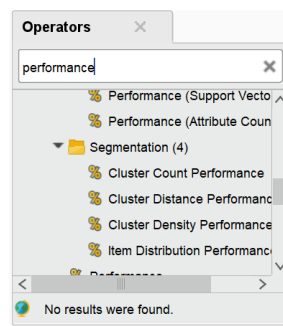 Operators
performance
Performance (Support Vecto
Performance (Attribute Coun
Segmentation (4)
Cluster Count Performance
Cluster Distance Performanc
Cluster Density Performance
Item Distribution Performanc
Performance
No results were found.